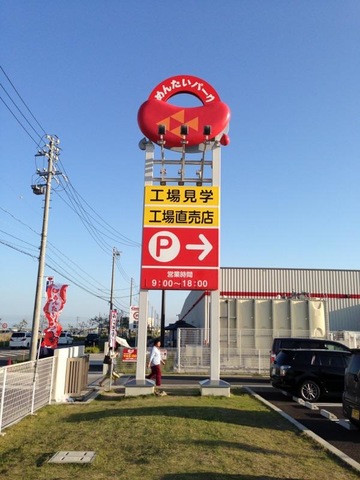 めんたいパーク
工場見学
工場直売店
P →
営業時間
9:00-18:00